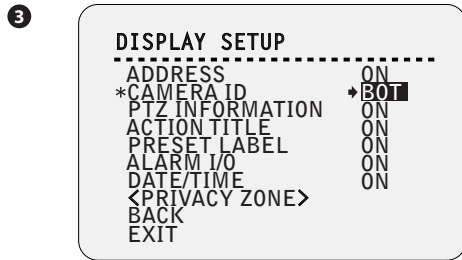 ❸
DISPLAY SETUP
ADDRESS ON
*CAMERA ID ➧BOT
PTZ INFORMATION ON
ACTION TITLE ON
PRESET LABEL ON
ALARM I/O ON
DATE/TIME ON
<PRIVACY ZONE>
BACK
EXIT